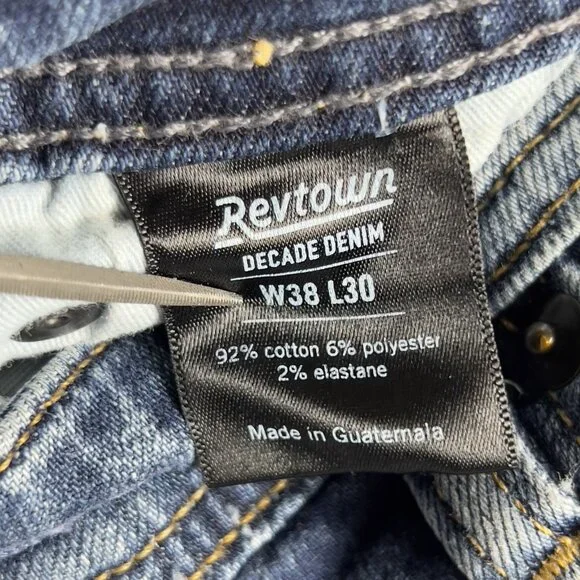 Revtown
DECADE DENIM
W38 L30
92% cotton 6% polyester
2% elastane
Made in Guatemala